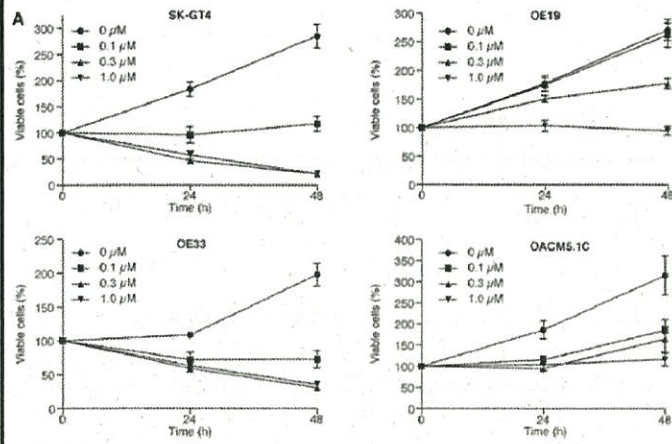 A
SK-GT4
0 μM
0.1 μM
0.3 μM
1.0 μM
Viable cells (%)
300
250
200
150
100
50
0
0 24 48
Time (h)
OE19
0 μM
0.1 μM
0.3 μM
1.0 μM
Viable cells (%)
300
250
200
150
100
50
0
0 24 48
Time (h)
OE33
0 μM
0.1 μM
0.3 μM
1.0 μM
Viable cells (%)
250
200
150
100
50
0
0 24 48
Time (h)
OACM5.1C
0 μM
0.1 μM
0.3 μM
1.0 μM
Viable cells (%)
400
350
300
250
200
150
100
50
0
0 24 48
Time (h)